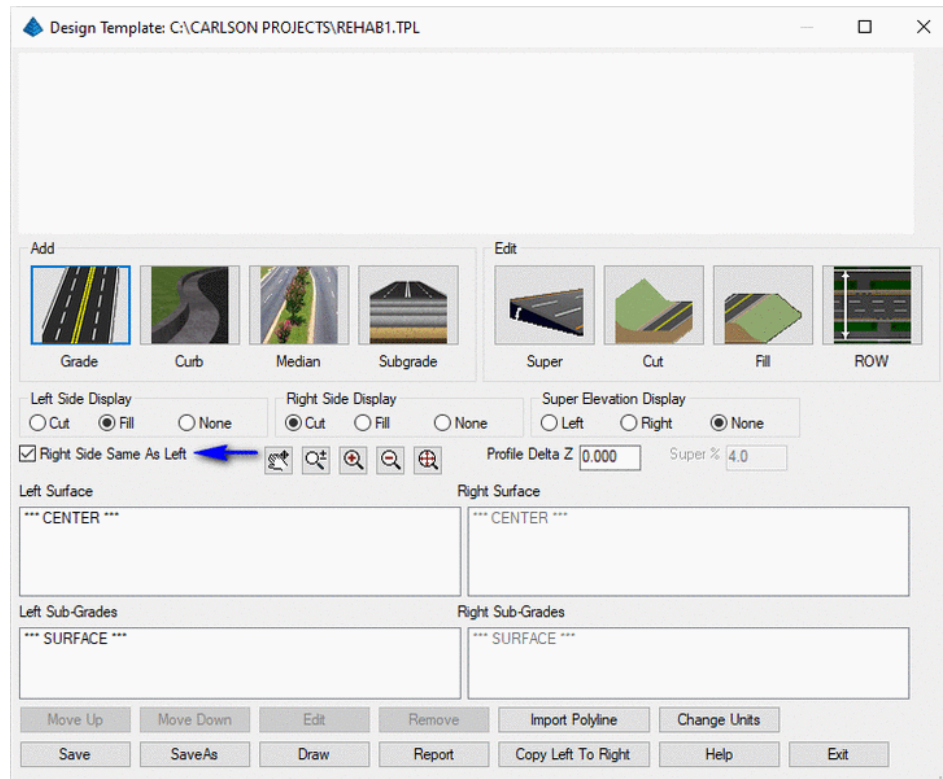 Design Template: C:\CARLSON PROJECTS\REHAB1.TPL
Add
Edit
Grade Curb Median Subgrade Super Cut Fill ROW
Left Side Display Right Side Display Super Elevation Display
Cut Fill None Cut Fill None Left Right None
Right Side Same As Left Profile Delta Z 0.000 Super % 4.0
Left Surface Right Surface
*** CENTER *** *** CENTER ***
Left Sub-Grades Right Sub-Grades
*** SURFACE *** *** SURFACE ***
Move Up Move Down Edit Remove Import Polyline Change Units
Save SaveAs Draw Report Copy Left To Right Help Exit